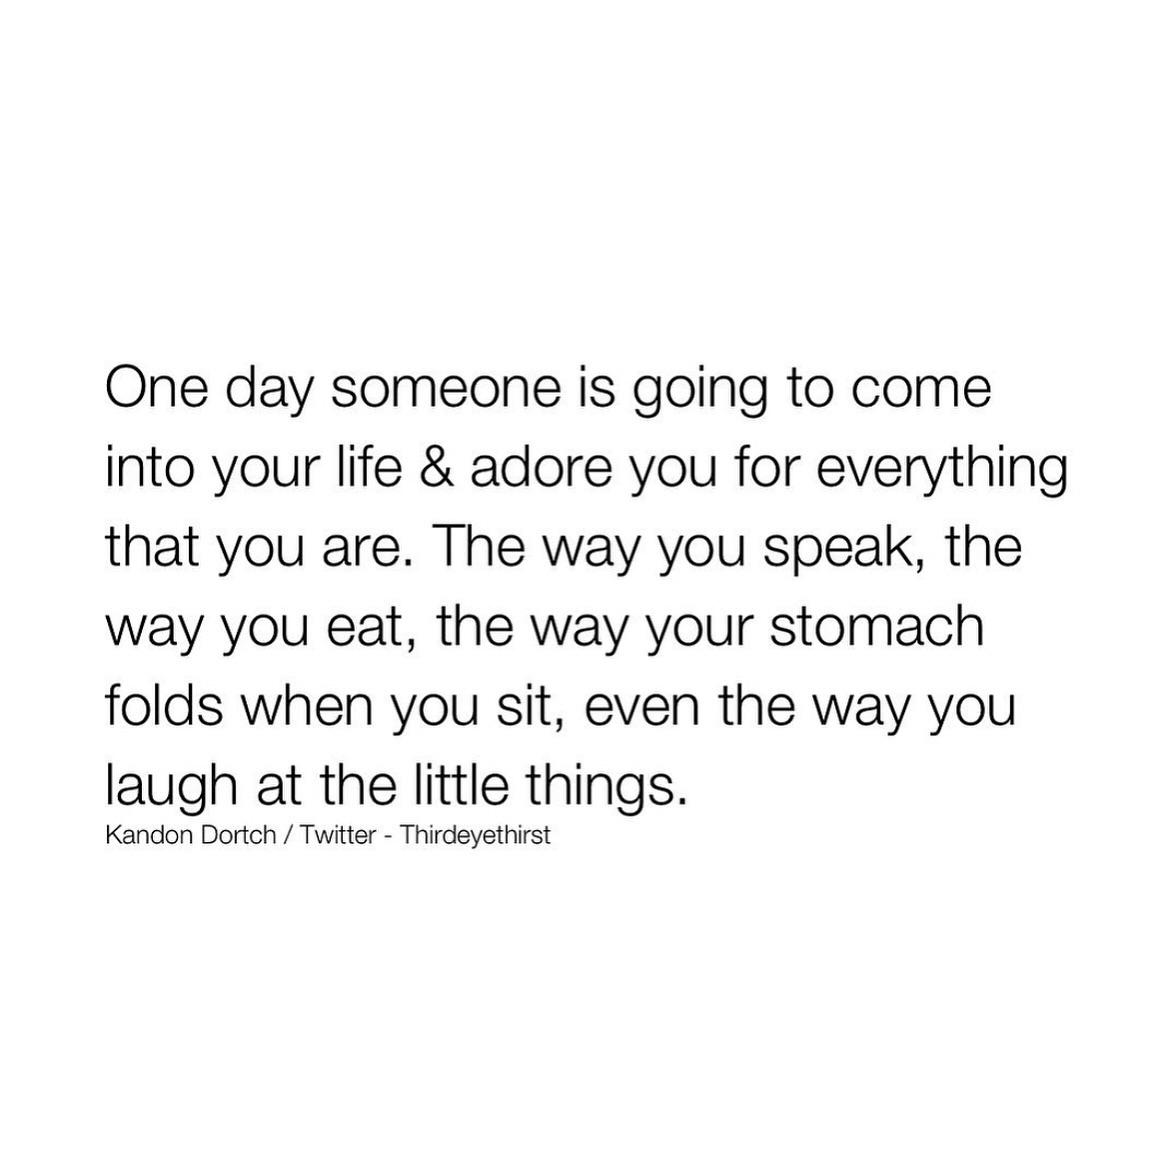 One day someone is going to come
into your life & adore you for everything
that you are. The way you speak, the
way you eat, the way your stomach
folds when you sit, even the way you
laugh at the little things.
Kandon Dortch / Twitter - Thirdeyethirst